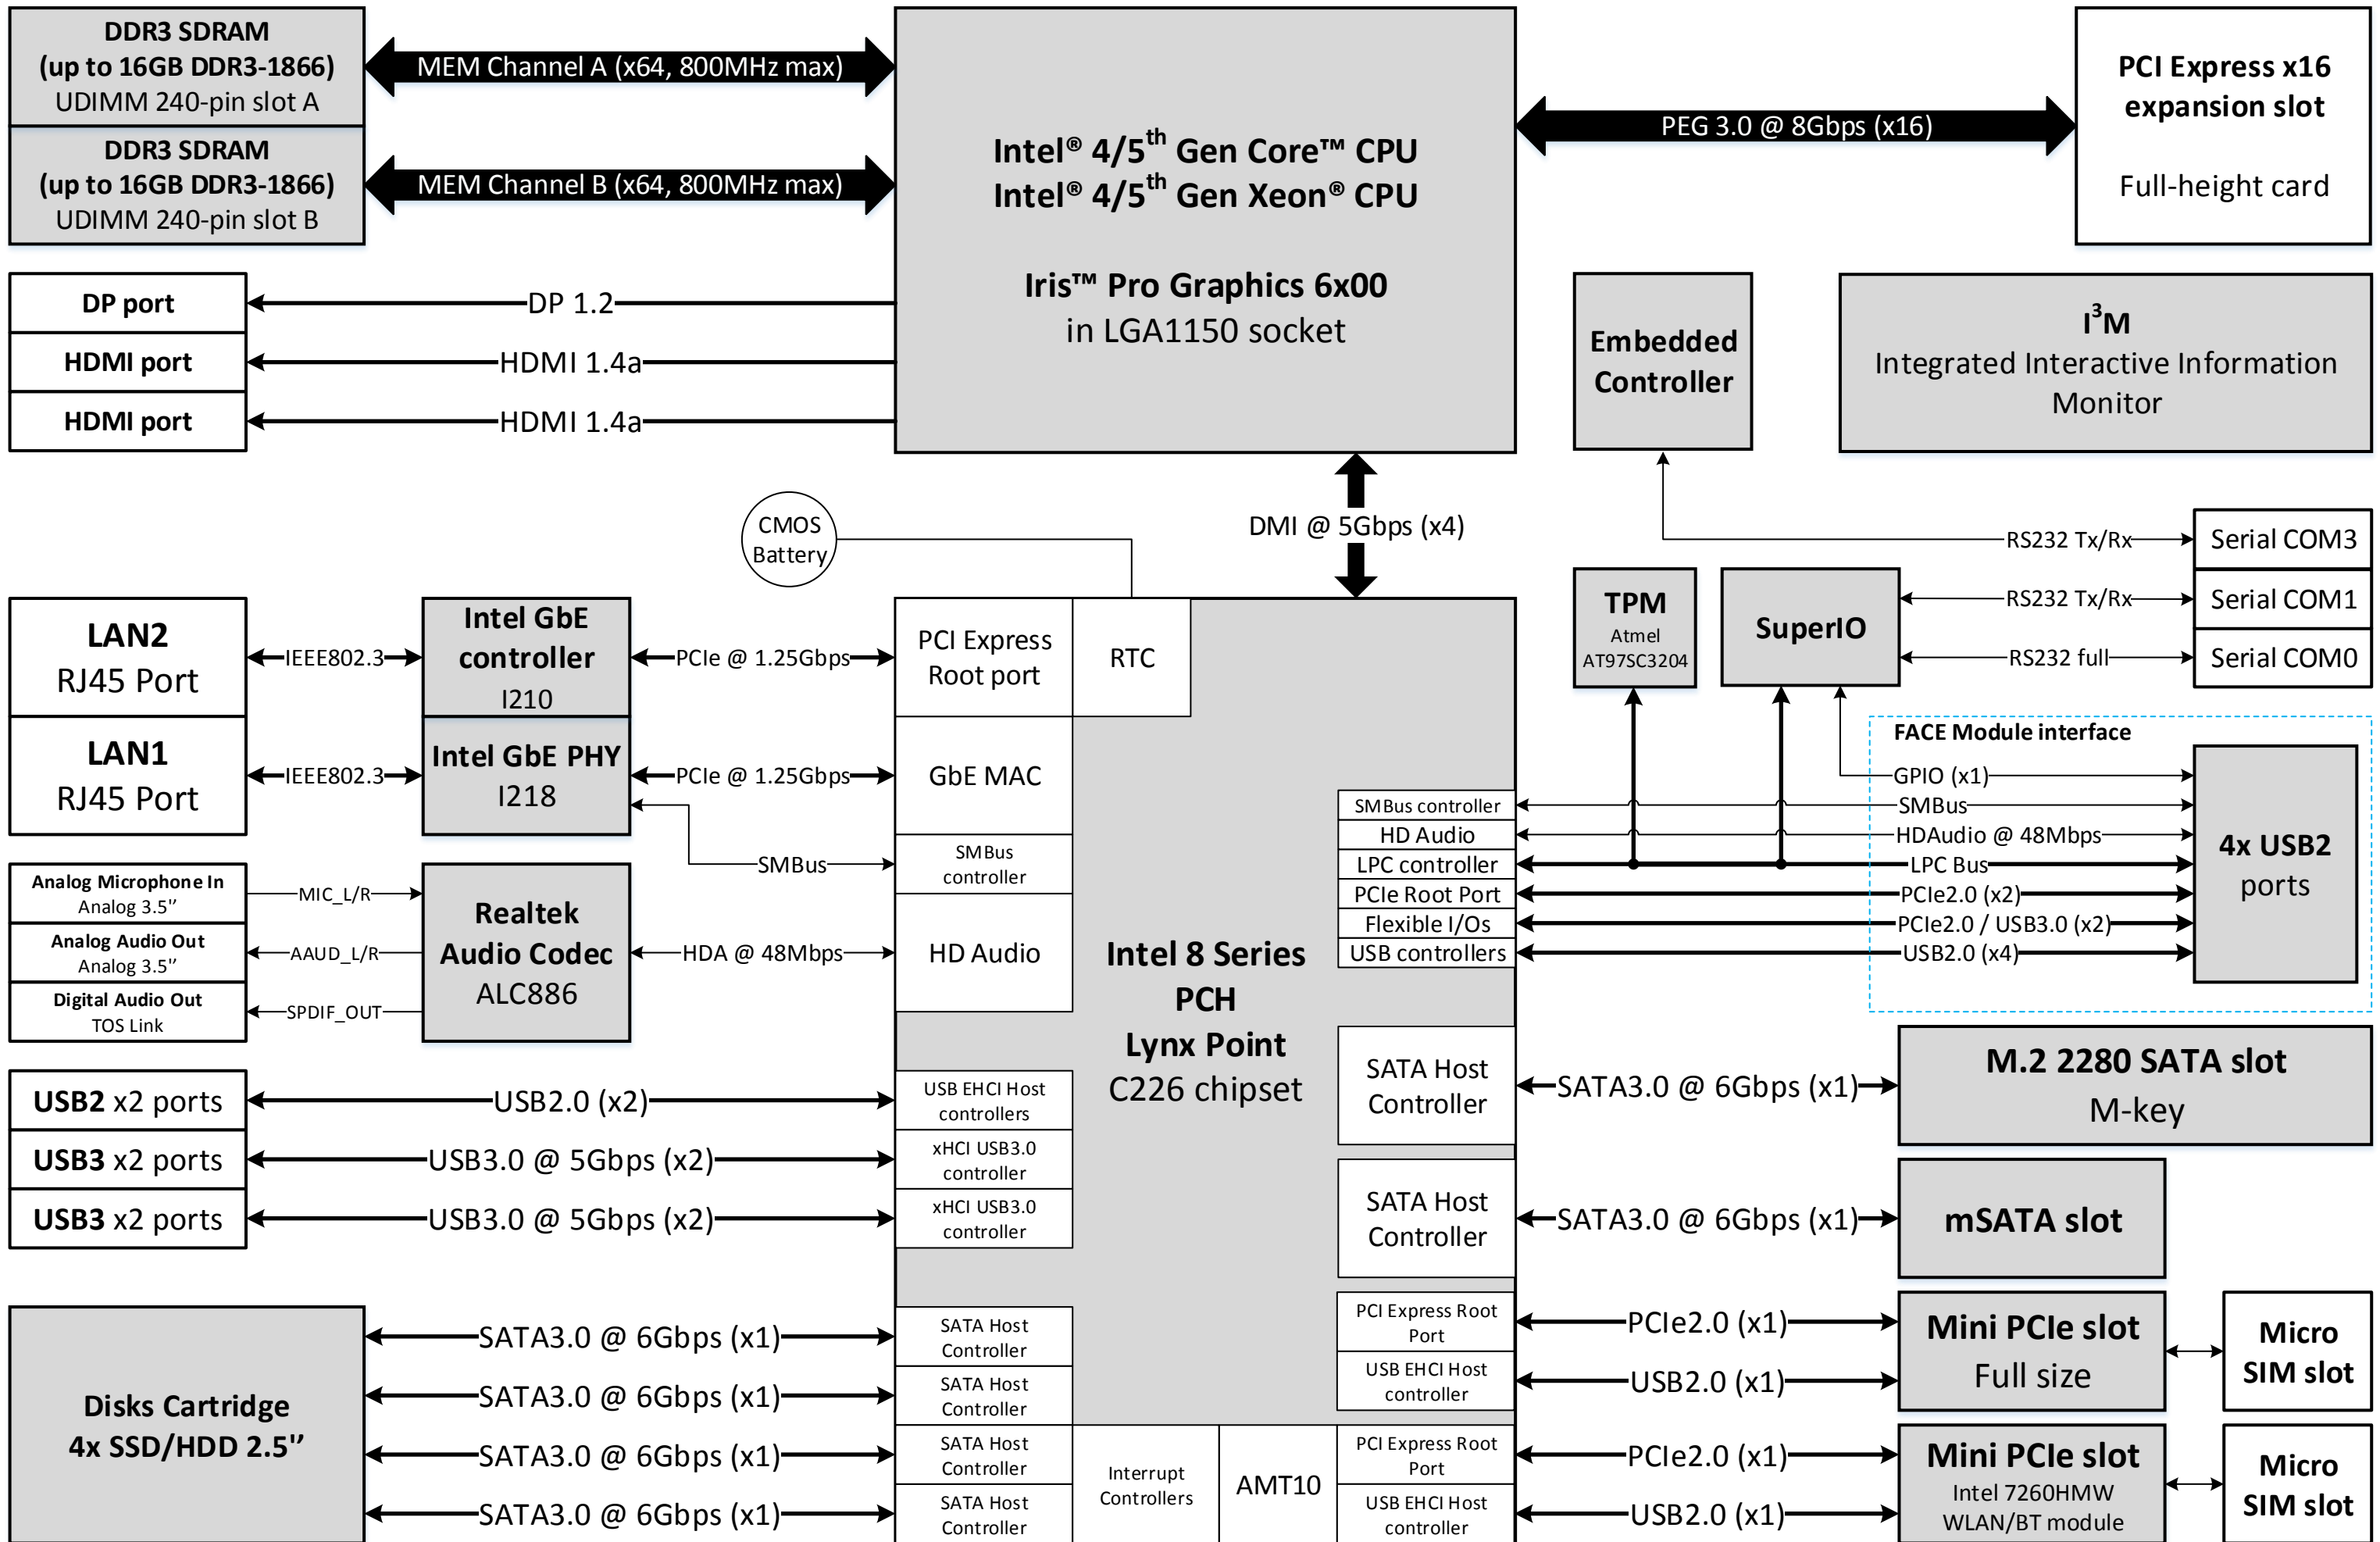 DDR3 SDRAM
(up to 16GB DDR3-1866)
UDIMM 240-pin slot A
DDR3 SDRAM
(up to 16GB DDR3-1866)
UDIMM 240-pin slot B
MEM Channel A (x64, 800MHz max)
MEM Channel B (x64, 800MHz max)
Intel® 4/5th Gen Core™ CPU
Intel® 4/5th Gen Xeon® CPU
Iris™ Pro Graphics 6x00
in LGA1150 socket
PEG 3.0 @ 8Gbps (x16)
PCI Express x16
expansion slot
Full-height card
DP port
HDMI port
HDMI port
DP 1.2
HDMI 1.4a
HDMI 1.4a
Embedded
Controller
I³M
Integrated Interactive Information
Monitor
CMOS
Battery
DMI @ 5Gbps (x4)
RS232 Tx/Rx
Serial COM3
RS232 Tx/Rx
Serial COM1
RS232 full
Serial COM0
TPM
Atmel
AT97SC3204
SuperIO
LAN2
RJ45 Port
IEEE802.3
Intel GbE
controller
I210
PCIe @ 1.25Gbps
PCI Express
Root port
RTC
LAN1
RJ45 Port
IEEE802.3
Intel GbE PHY
I218
PCIe @ 1.25Gbps
GbE MAC
SMBus
SMBus
controller
Analog Microphone In
Analog 3.5''
MIC_L/R
Analog Audio Out
Analog 3.5''
AAUD_L/R
Digital Audio Out
TOS Link
SPDIF_OUT
Realtek
Audio Codec
ALC886
HDA @ 48Mbps
HD Audio
Intel 8 Series
PCH
Lynx Point
C226 chipset
FACE Module interface
GPIO (x1)
SMBus controller
SMBus
HD Audio
HDAudio @ 48Mbps
LPC controller
LPC Bus
PCIe Root Port
PCIe2.0 (x2)
Flexible I/Os
PCIe2.0 / USB3.0 (x2)
USB controllers
USB2.0 (x4)
4x USB2
ports
USB2 x2 ports
USB2.0 (x2)
USB EHCI Host
controllers
USB3 x2 ports
USB3.0 @ 5Gbps (x2)
xHCI USB3.0
controller
USB3 x2 ports
USB3.0 @ 5Gbps (x2)
xHCI USB3.0
controller
SATA Host
Controller
SATA3.0 @ 6Gbps (x1)
M.2 2280 SATA slot
M-key
SATA Host
Controller
SATA3.0 @ 6Gbps (x1)
mSATA slot
Disks Cartridge
4x SSD/HDD 2.5''
SATA3.0 @ 6Gbps (x1)
SATA Host
Controller
SATA3.0 @ 6Gbps (x1)
SATA Host
Controller
SATA3.0 @ 6Gbps (x1)
SATA Host
Controller
SATA3.0 @ 6Gbps (x1)
SATA Host
Controller
Interrupt
Controllers
AMT10
PCI Express Root
Port
PCIe2.0 (x1)
USB EHCI Host
controller
USB2.0 (x1)
Mini PCIe slot
Full size
Micro
SIM slot
PCI Express Root
Port
PCIe2.0 (x1)
USB EHCI Host
controller
USB2.0 (x1)
Mini PCIe slot
Intel 7260HMW
WLAN/BT module
Micro
SIM slot